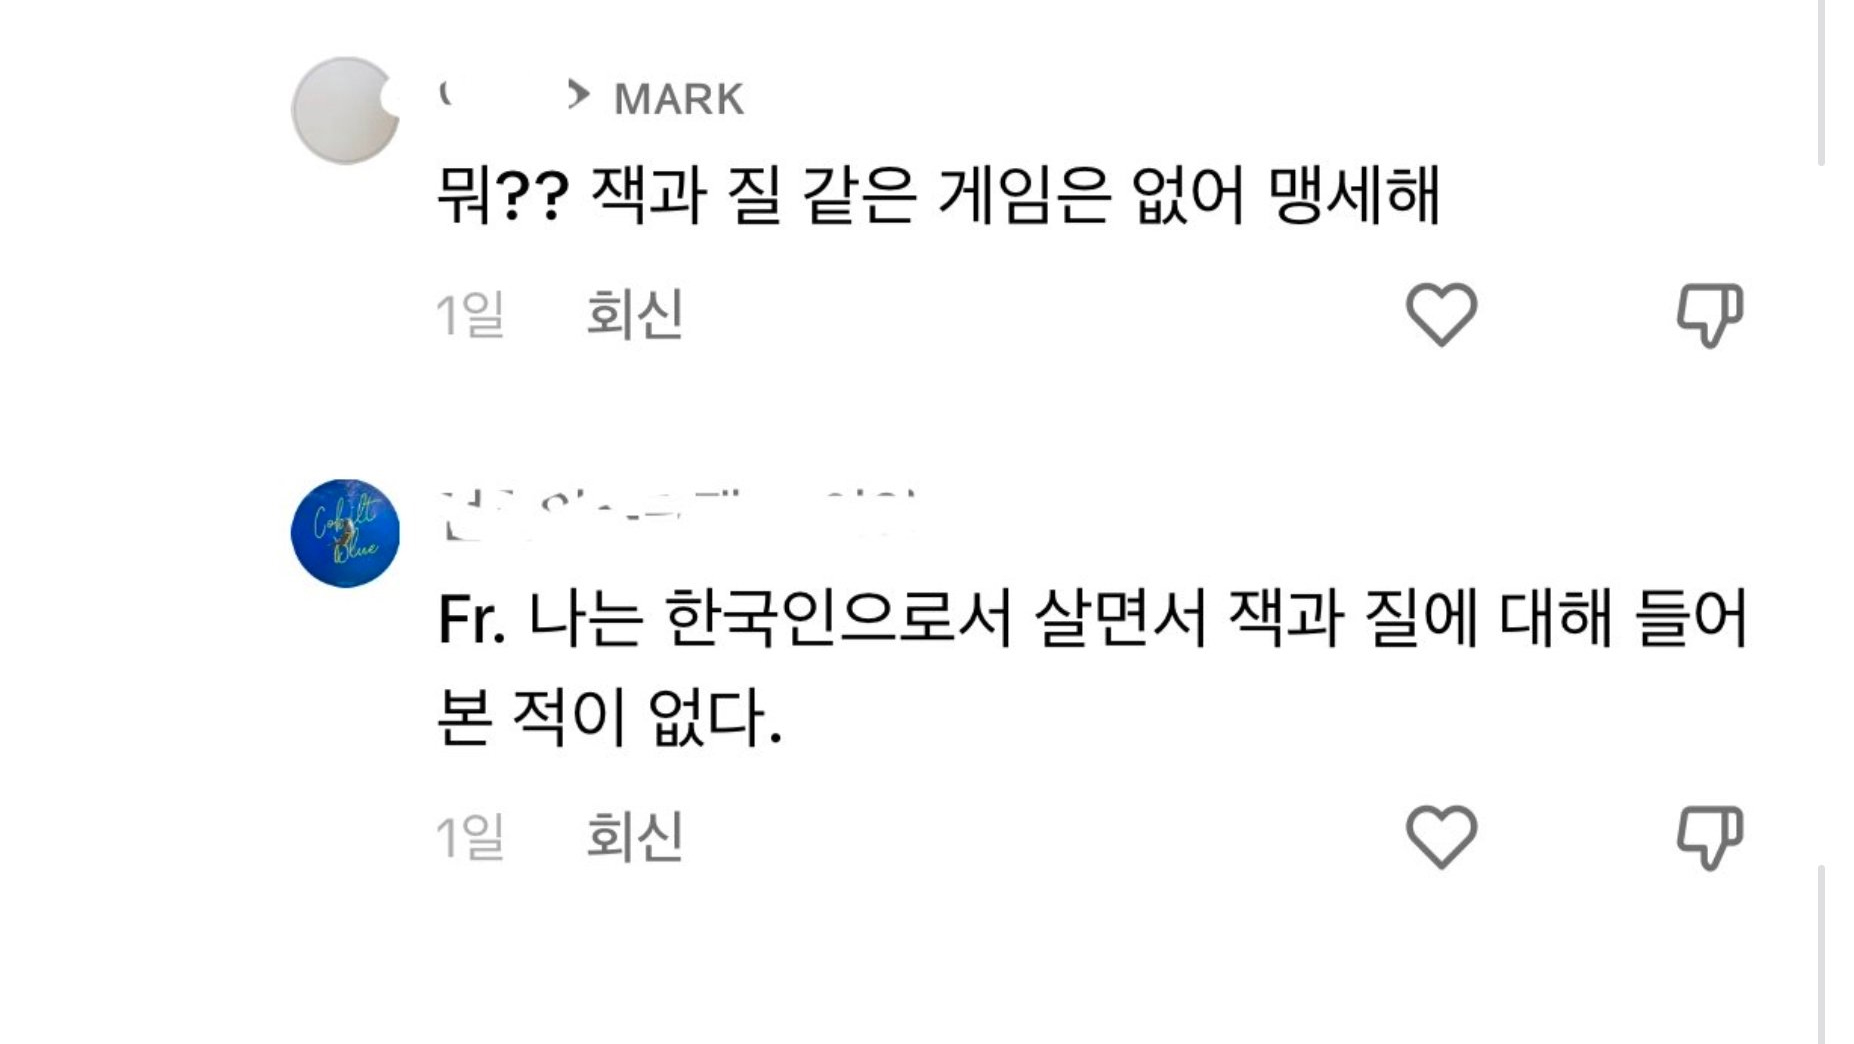 MARK
뭐?? 잭과 질 같은 게임은 없어 맹세해
1일 회신
Cobalt
Blue
Fr. 나는 한국인으로서 살면서 잭과 질에 대해 들어
본 적이 없다.
1일 회신